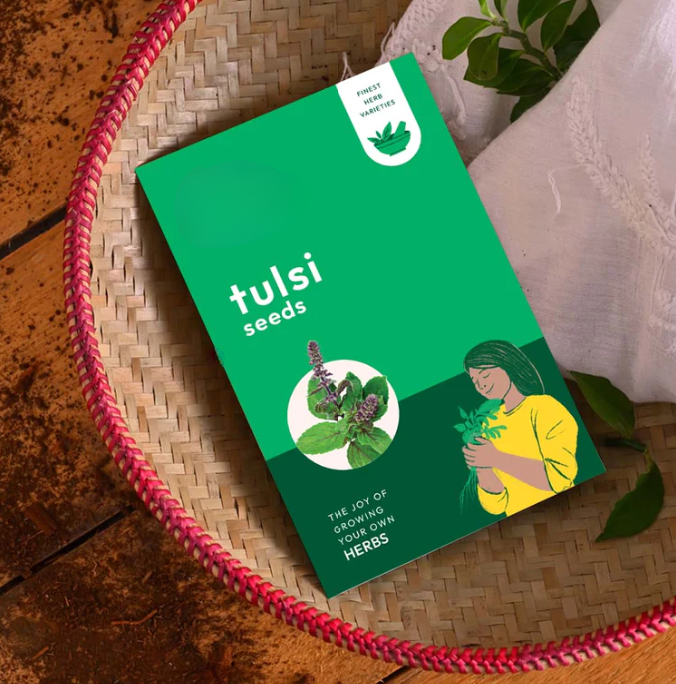 FINEST
HERB
VARIETIES
tulsi
seeds
THE JOY OF
GROWING
YOUR OWN
HERBS